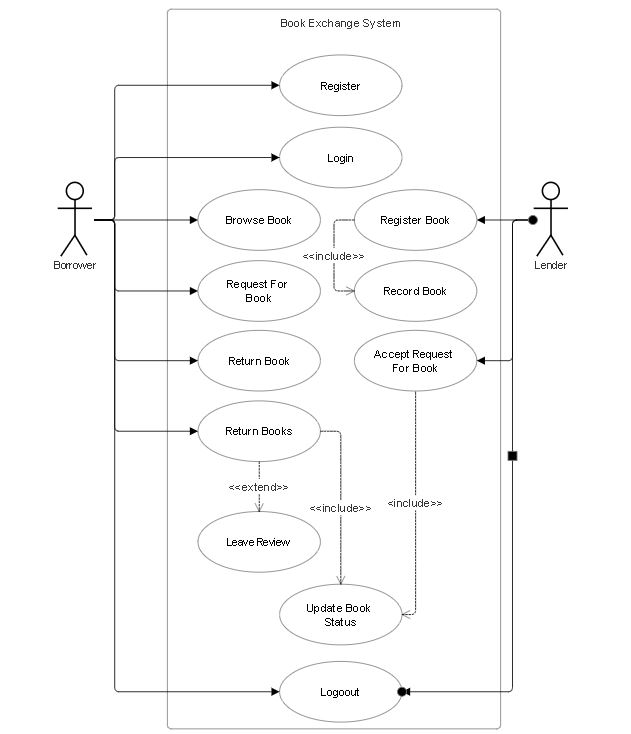 Book Exchange System
Register
Login
Browse Book
Register Book
<<include>>
Borrower
Lender
Request For
Book
Record Book
Return Book
Accept Request
For Book
Return Books
<<extend>>
<<include>>
<include>>
Leave Review
Update Book
Status
Logoout